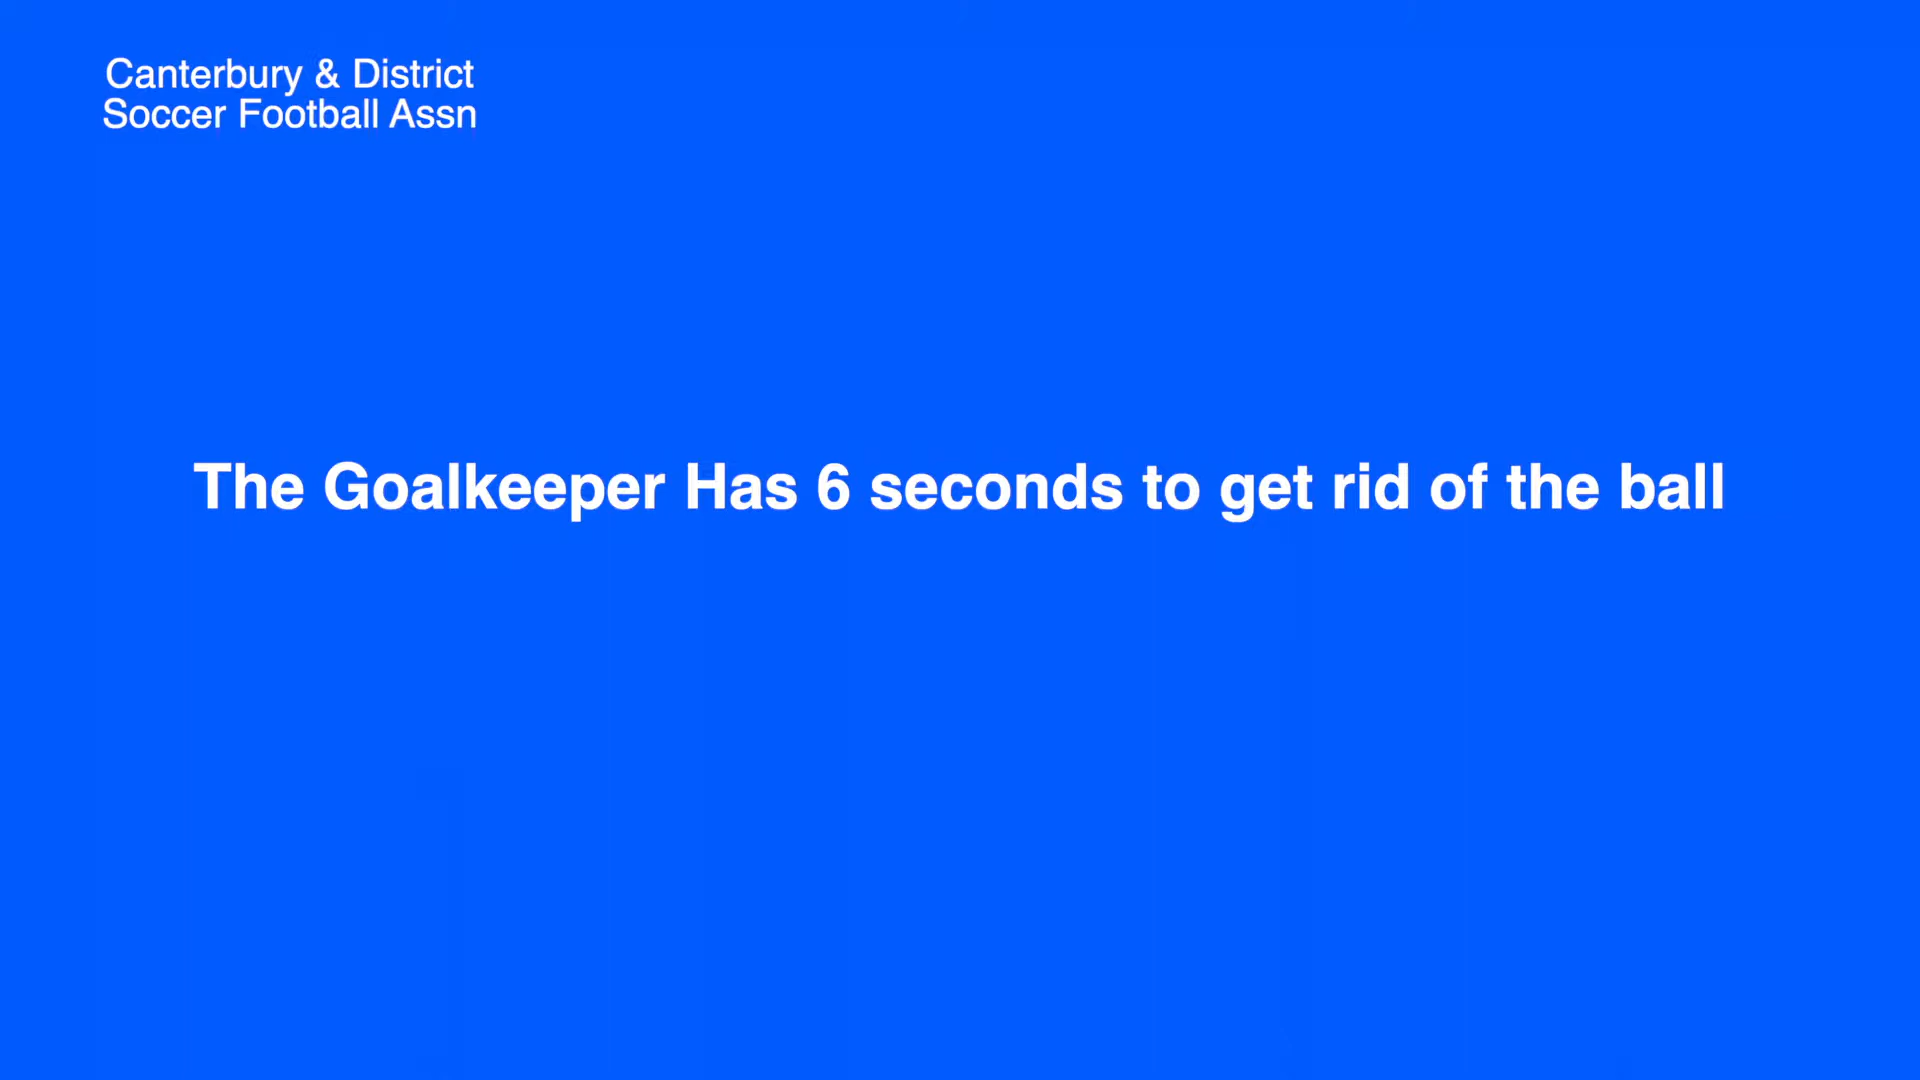 Canterbury & District
Soccer Football Assn
The Goalkeeper Has 6 seconds to get rid of the ball